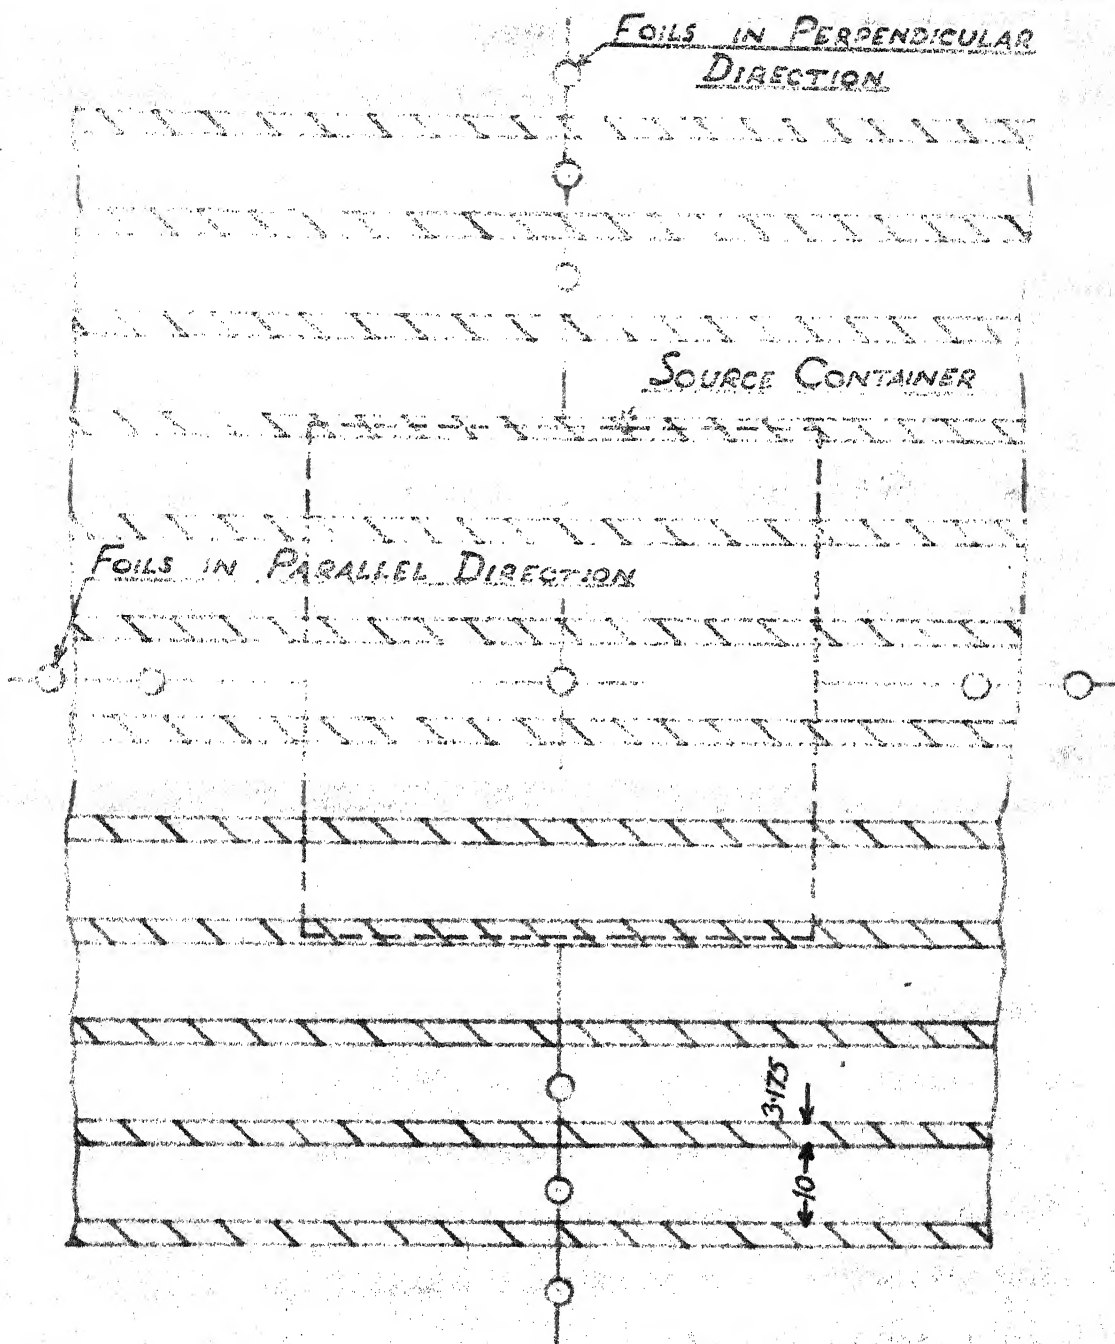 FOILS IN PERPENDICULAR
DIRECTION
SOURCE CONTAINER
FOILS IN PARALLEL DIRECTION
3·175
10